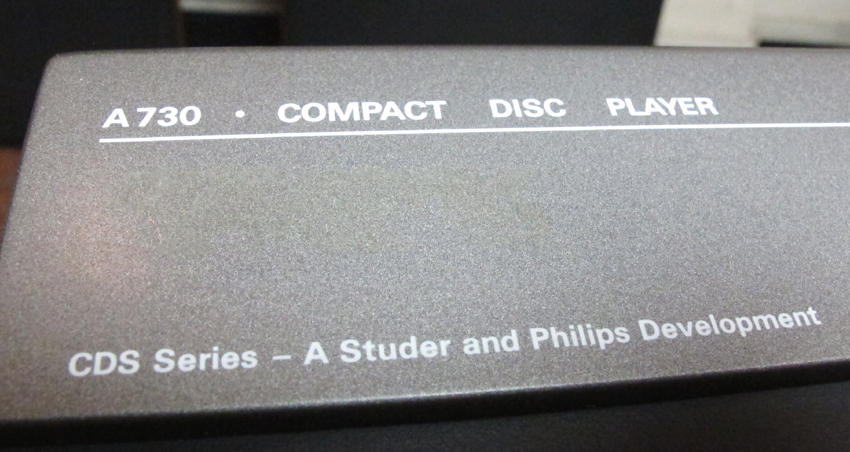 A730 • COMPACT DISC PLAYER
CDS Series – A Studer and Philips Development